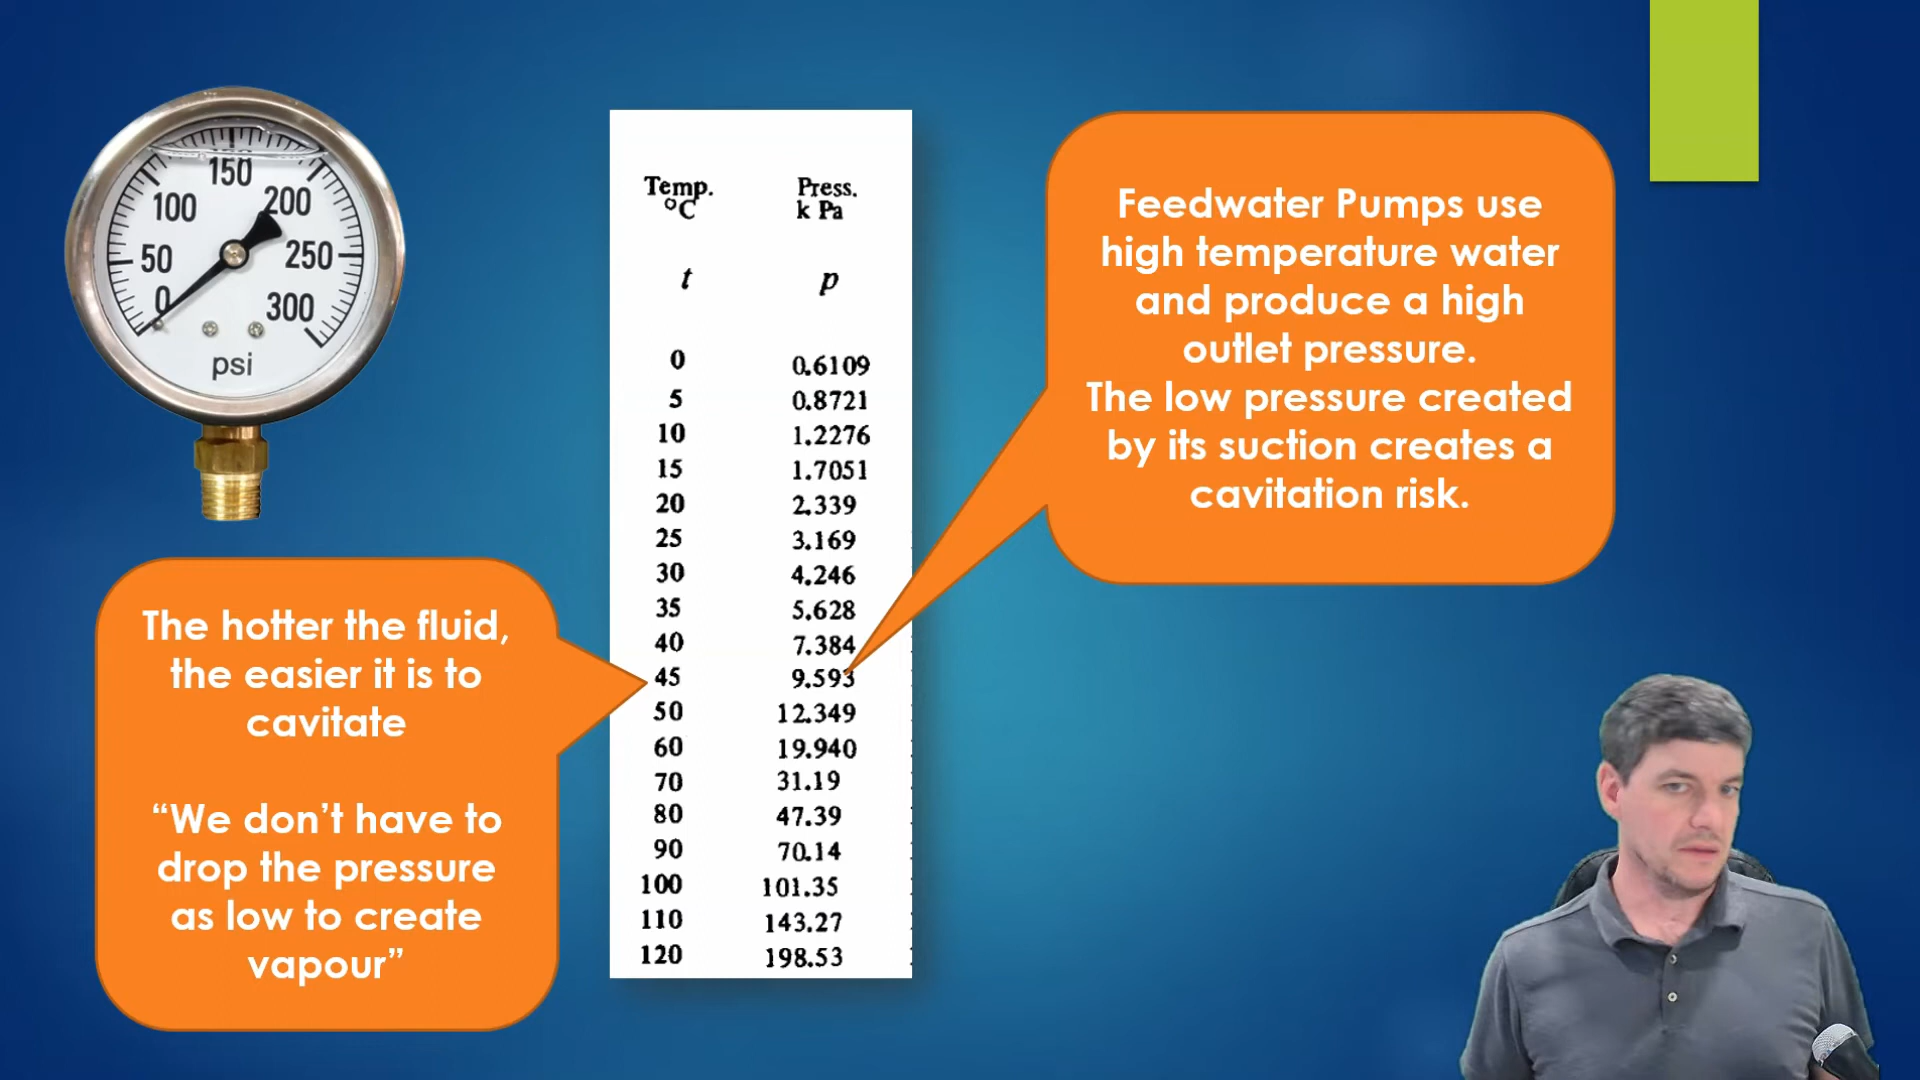 150
100 200
50 250
0 300
psi
The hotter the fluid,
the easier it is to
cavitate
“We don’t have to
drop the pressure
as low to create
vapour”
Temp. Press.
°C k Pa
t p
0 0.6109
5 0.8721
10 1.2276
15 1.7051
20 2.339
25 3.169
30 4.246
35 5.628
40 7.384
45 9.593
50 12.349
60 19.940
70 31.19
80 47.39
90 70.14
100 101.35
110 143.27
120 198.53
Feedwater Pumps use
high temperature water
and produce a high
outlet pressure.
The low pressure created
by its suction creates a
cavitation risk.